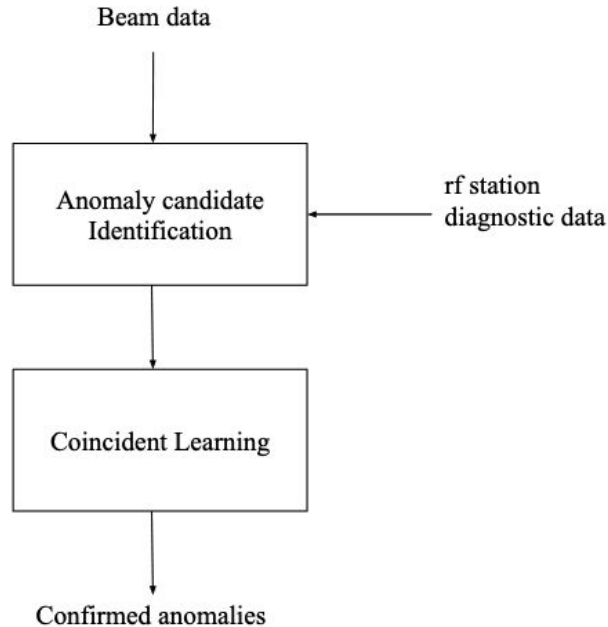 Beam data
Anomaly candidate
Identification
rf station
diagnostic data
Coincident Learning
Confirmed anomalies